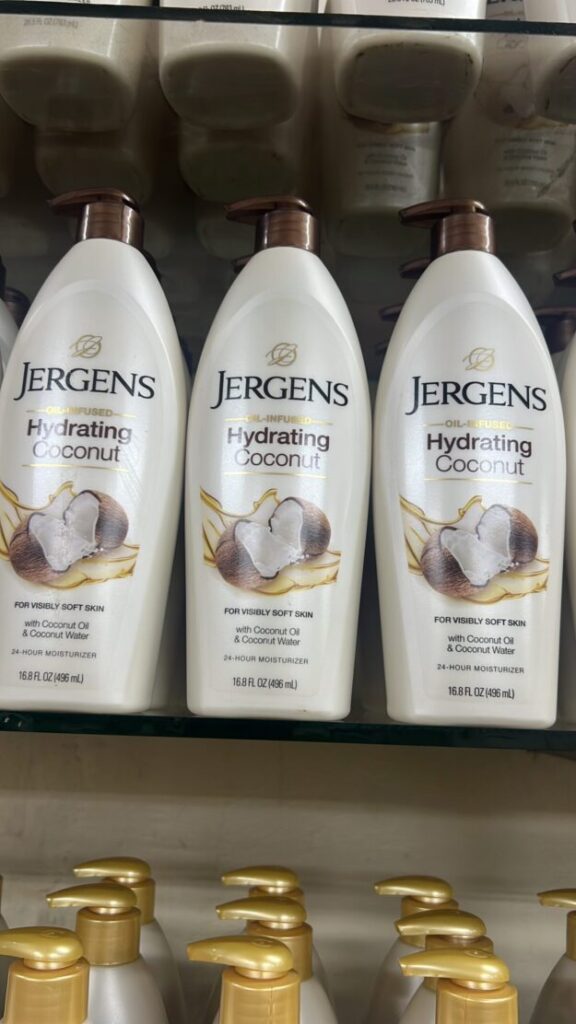 JERGENS
OIL-INFUSED
Hydrating
Coconut
FOR VISIBLY SOFT SKIN
with Coconut Oil
& Coconut Water
24-HOUR MOISTURIZER
16.8 FL OZ (496 mL)
JERGENS
OIL-INFUSED
Hydrating
Coconut
FOR VISIBLY SOFT SKIN
with Coconut Oil
& Coconut Water
24-HOUR MOISTURIZER
16.8 FL OZ (496 mL)
JERGENS
OIL-INFUSED
Hydrating
Coconut
FOR VISIBLY SOFT SKIN
with Coconut Oil
& Coconut Water
24-HOUR MOISTURIZER
16.8 FL OZ (496 mL)